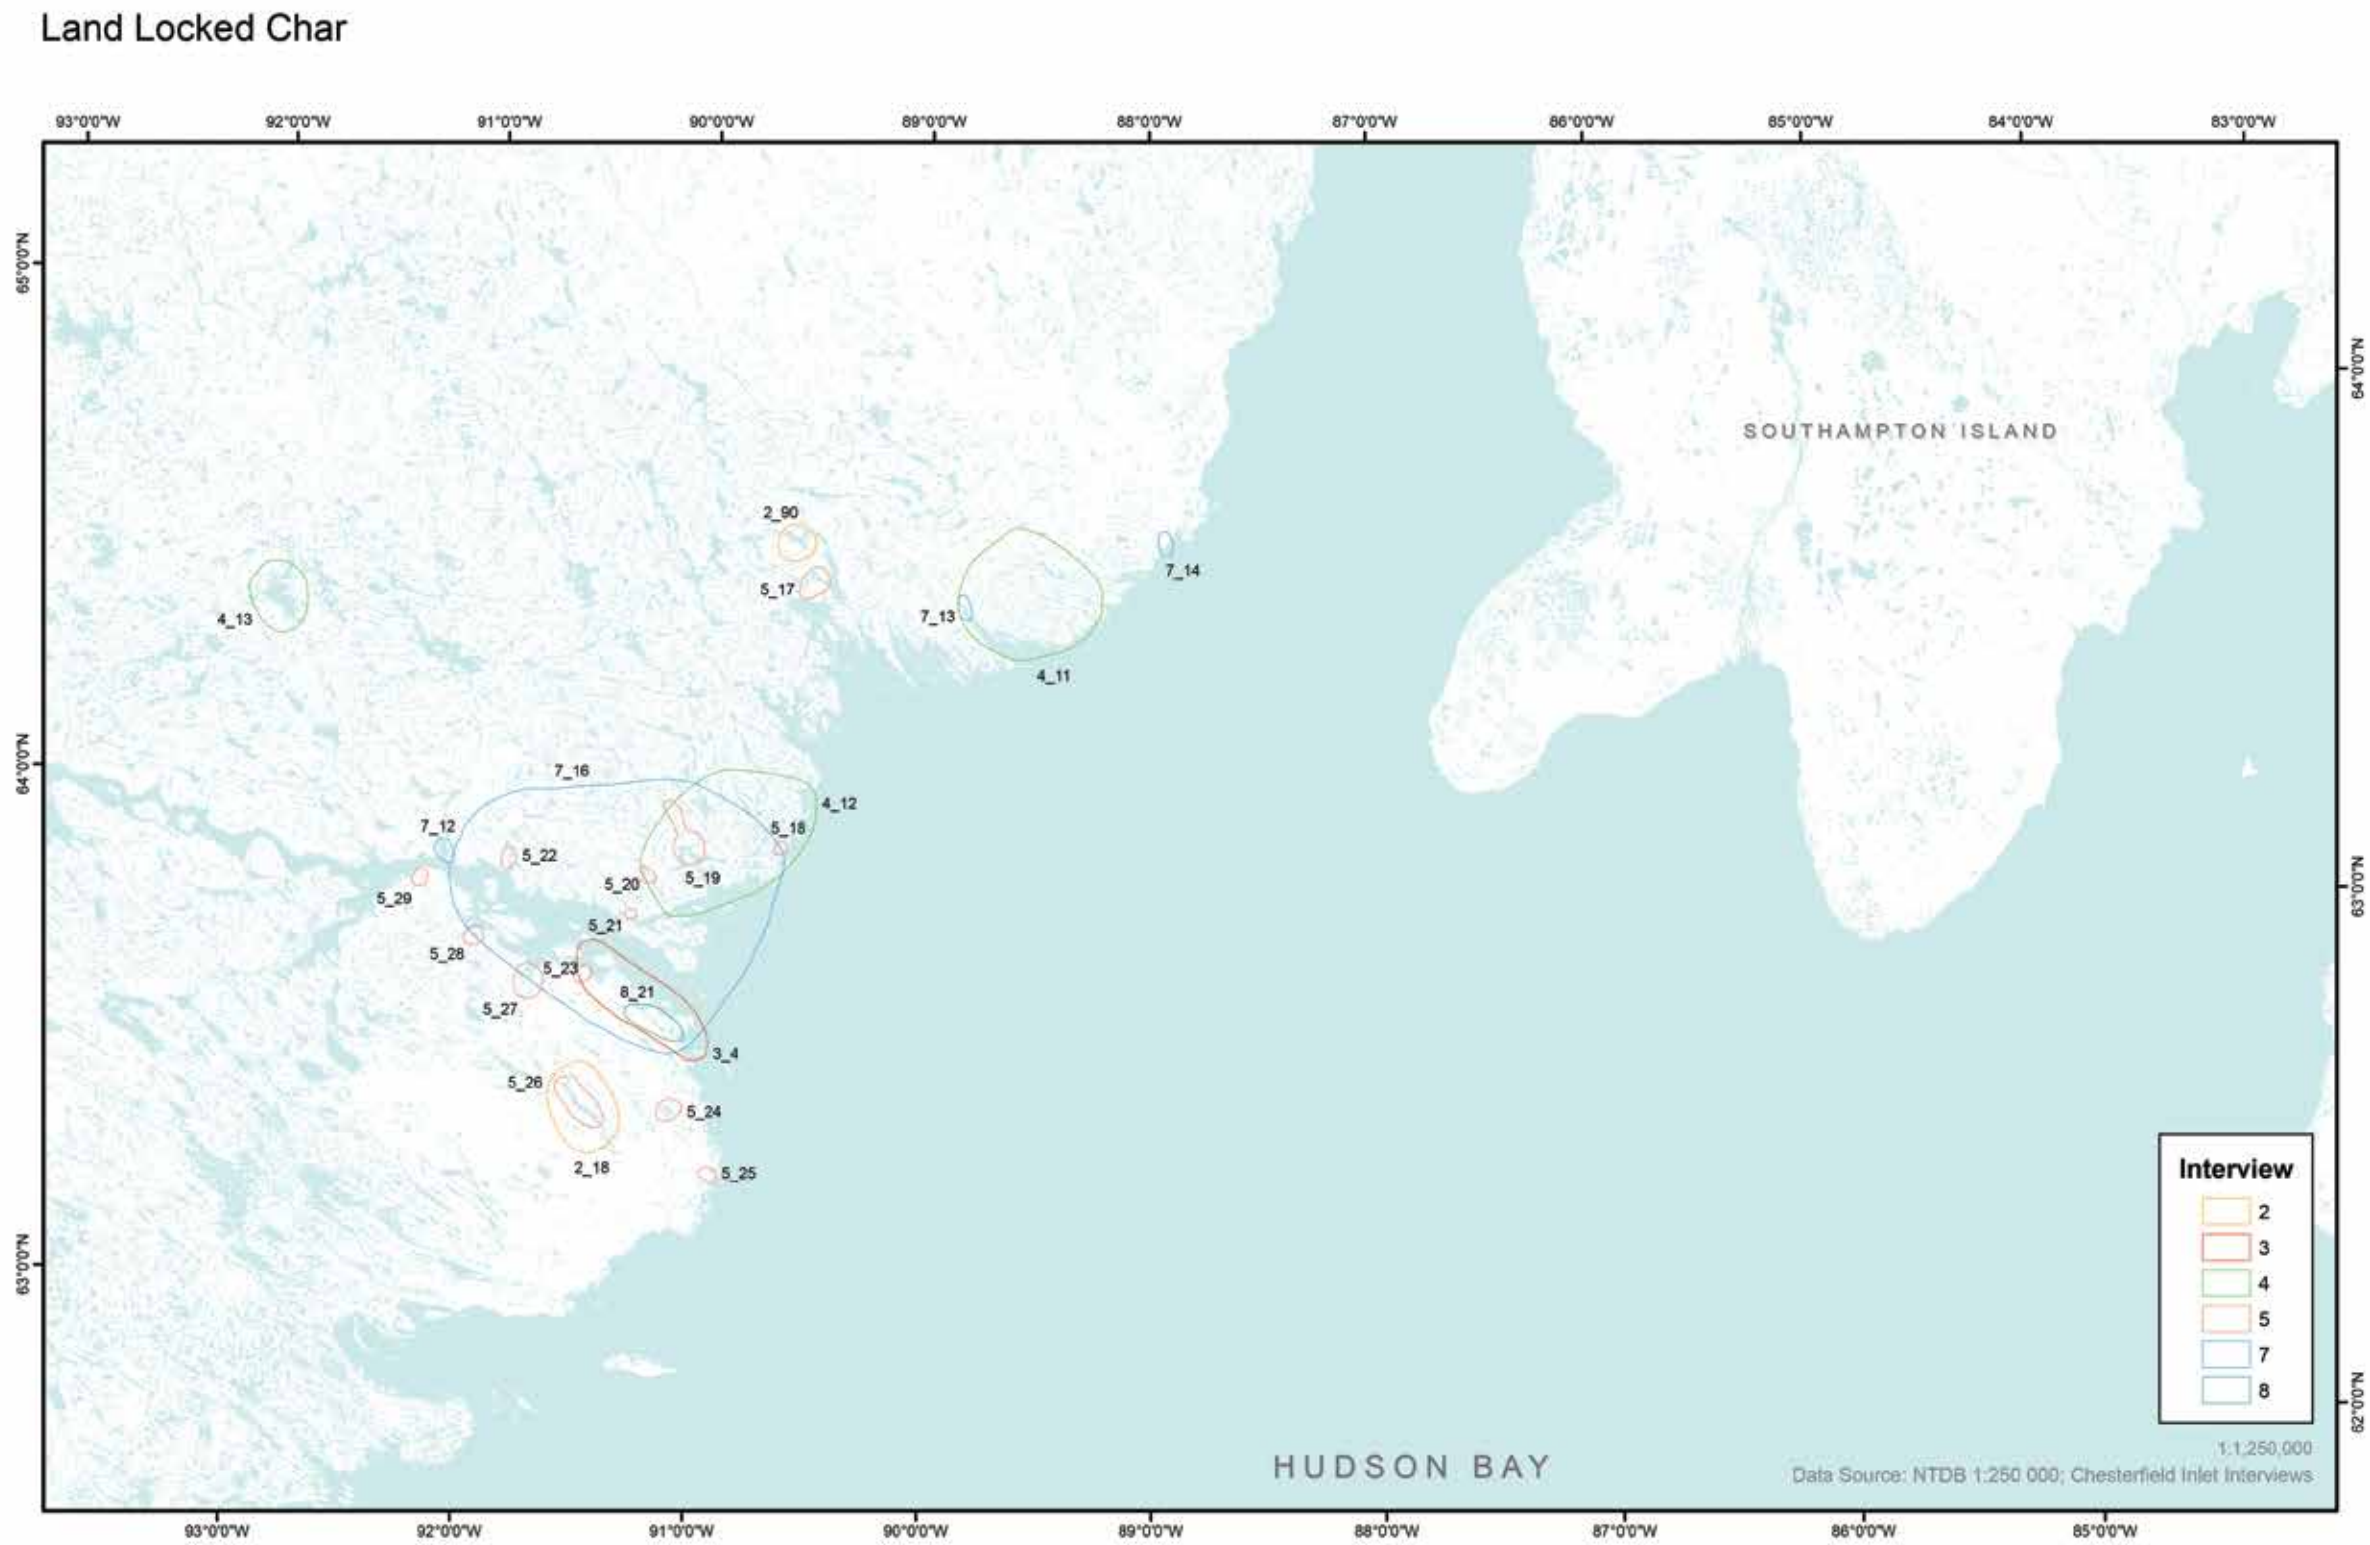 Land Locked Char
93°0'0"W 92°0'0"W 91°0'0"W 90°0'0"W 89°0'0"W 88°0'0"W 87°0'0"W 86°0'0"W 85°0'0"W 84°0'0"W 83°0'0"W
65°0'0"N
64°0'0"N
SOUTHAMPTON ISLAND
2_90
7_14
5_17
7_13
4_13
4_11
64°0'0"N
7_16
4_12
7_12
5_18
5_22
5_19
5_20
5_29
63°0'0"N
5_21
5_28
5_23
8_21
5_27
3_4
5_26
5_24
2_18
5_25
63°0'0"N
Interview
2
3
4
5
7
8
62°0'0"N
1:1,250,000
HUDSON BAY
Data Source: NTDB 1:250 000; Chesterfield Inlet Interviews
93°0'0"W 92°0'0"W 91°0'0"W 90°0'0"W 89°0'0"W 88°0'0"W 87°0'0"W 86°0'0"W 85°0'0"W